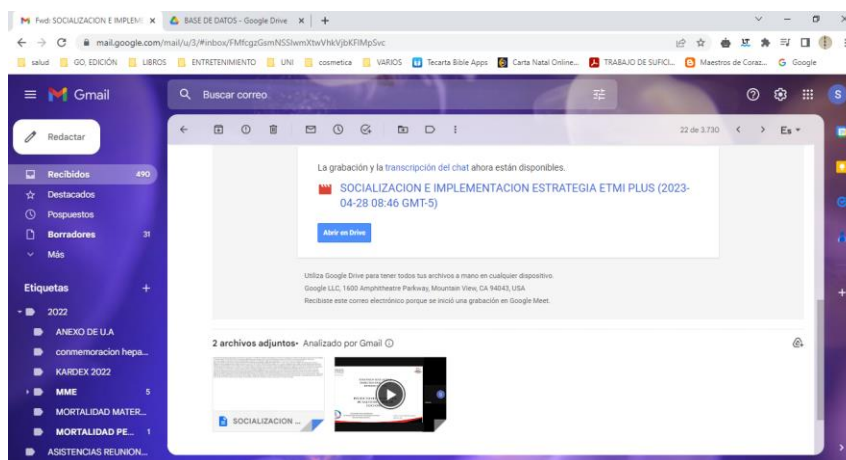 Fwd: SOCIALIZACION E IMPLEM
BASE DE DATOS - Google Drive
mail.google.com/mail/u/3/#inbox/FMfcgzGsmNSSlwmXtwVhkVjbKFlMpSvc
salud
GO, EDICIÓN
LIBROS
ENTRETENIMIENTO
UNI
cosmetica
VARIOS
Tecarta Bible Apps
Carta Natal Online...
TRABAJO DE SUFICI...
Maestros de Coraz...
Google
Gmail
Buscar correo
S
Redactar
22 de 3.730
Es
Recibidos 490
Destacados
Pospuestos
Borradores 31
Más
Etiquetas
2022
ANEXO DE U.A
conmemoracion hepa...
KARDEX 2022
MME 5
MORTALIDAD MATER...
MORTALIDAD PE... 1
ASISTENCIAS REUNION...
La grabación y la transcripción del chat ahora están disponibles.
SOCIALIZACION E IMPLEMENTACION ESTRATEGIA ETMI PLUS (2023-
04-28 08:46 GMT-5)
Abrir en Drive
Utiliza Google Drive para tener todos tus archivos a mano en cualquier dispositivo.
Google LLC, 1600 Amphitheatre Parkway, Mountain View, CA 94043, USA
Recibiste este correo electrónico porque se inició una grabación en Google Meet.
2 archivos adjuntos • Analizado por Gmail
SOCIALIZACION ...